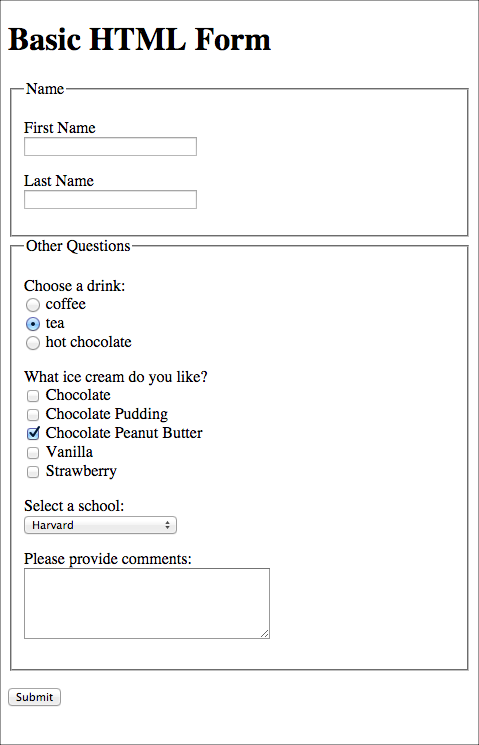 Basic HTML Form
Name
First Name
Last Name
Other Questions
Choose a drink:
coffee
tea
hot chocolate
What ice cream do you like?
Chocolate
Chocolate Pudding
Chocolate Peanut Butter
Vanilla
Strawberry
Select a school:
Harvard
Please provide comments:
Submit